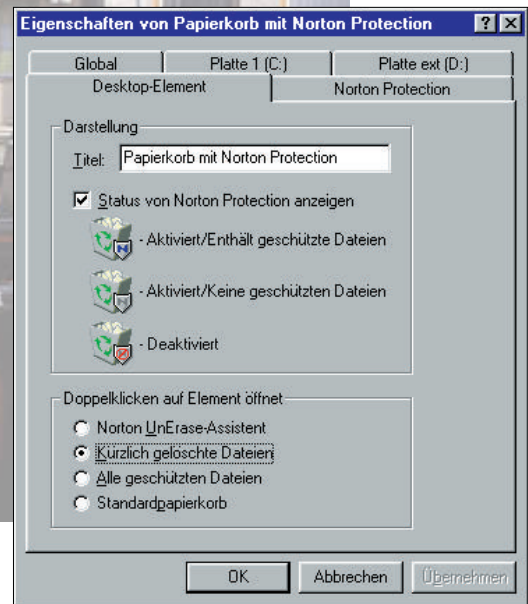 Eigenschaften von Papierkorb mit Norton Protection
Global
Platte 1 (C:)
Platte ext (D:)
Desktop-Element
Norton Protection
Darstellung
Titel: Papierkorb mit Norton Protection
Status von Norton Protection anzeigen
- Aktiviert/Enthält geschützte Dateien
- Aktiviert/Keine geschützten Dateien
- Deaktiviert
Doppelklicken auf Element öffnet
Norton UnErase-Assistent
Kürzlich gelöschte Dateien
Alle geschützten Dateien
Standardpapierkorb
OK
Abbrechen
Übernehmen